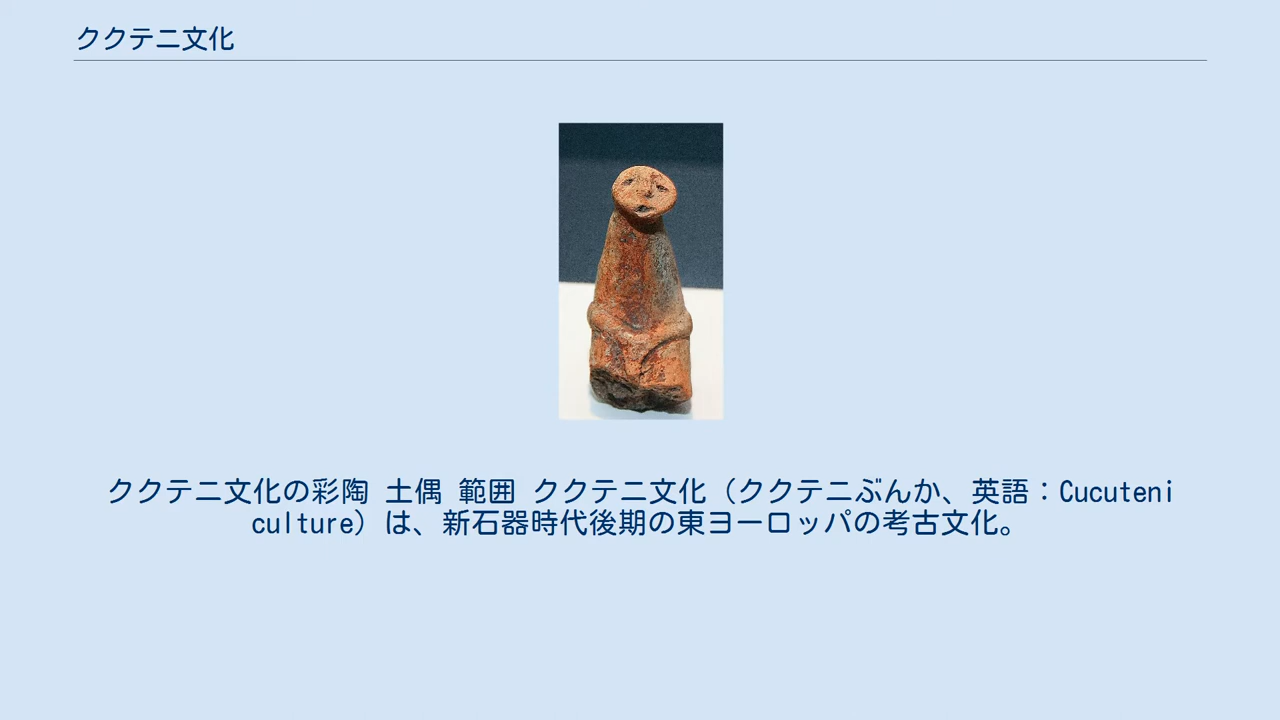 ククテニ文化
ククテニ文化の彩陶 土偶 範囲 ククテニ文化（ククテニぶんか、英語：Cucuteni
culture）は、新石器時代後期の東ヨーロッパの考古文化。